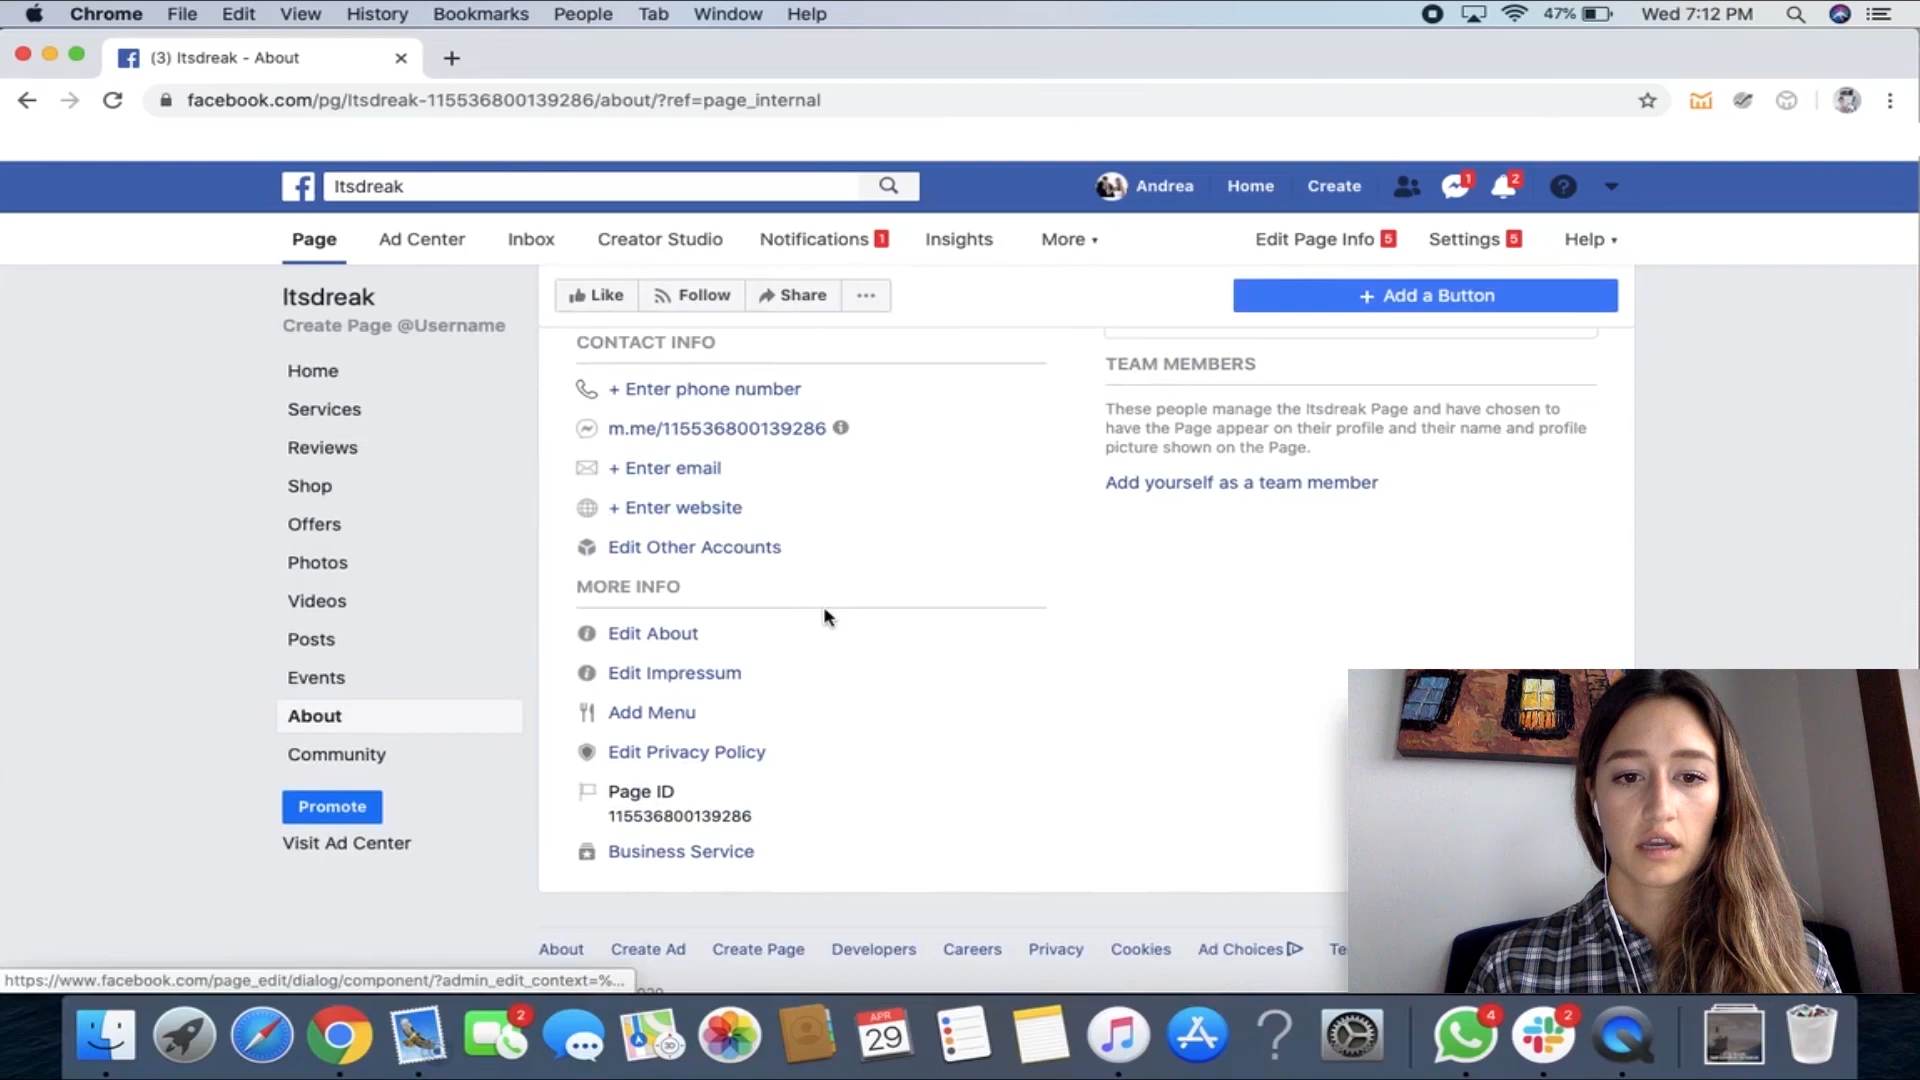 Chrome File Edit View History Bookmarks People Tab Window Help 47% Wed 7:12 PM
(3) Itsdreak - About
facebook.com/pg/Itsdreak-115536800139286/about/?ref=page_internal
Itsdreak Andrea Home Create 1 2
Page Ad Center Inbox Creator Studio Notifications 1 Insights More Edit Page Info 5 Settings 5 Help
Itsdreak
Create Page @Username
Home
Services
Reviews
Shop
Offers
Photos
Videos
Posts
Events
About
Community
Promote
Visit Ad Center
Like Follow Share ... + Add a Button
CONTACT INFO
+ Enter phone number
m.me/115536800139286
+ Enter email
+ Enter website
Edit Other Accounts
MORE INFO
Edit About
Edit Impressum
Add Menu
Edit Privacy Policy
Page ID
115536800139286
Business Service
TEAM MEMBERS
These people manage the Itsdreak Page and have chosen to
have the Page appear on their profile and their name and profile
picture shown on the Page.
Add yourself as a team member
About Create Ad Create Page Developers Careers Privacy Cookies Ad Choices Te
https://www.facebook.com/page_edit/dialog/component/?admin_edit_context=%...
2 APR 29 4 2